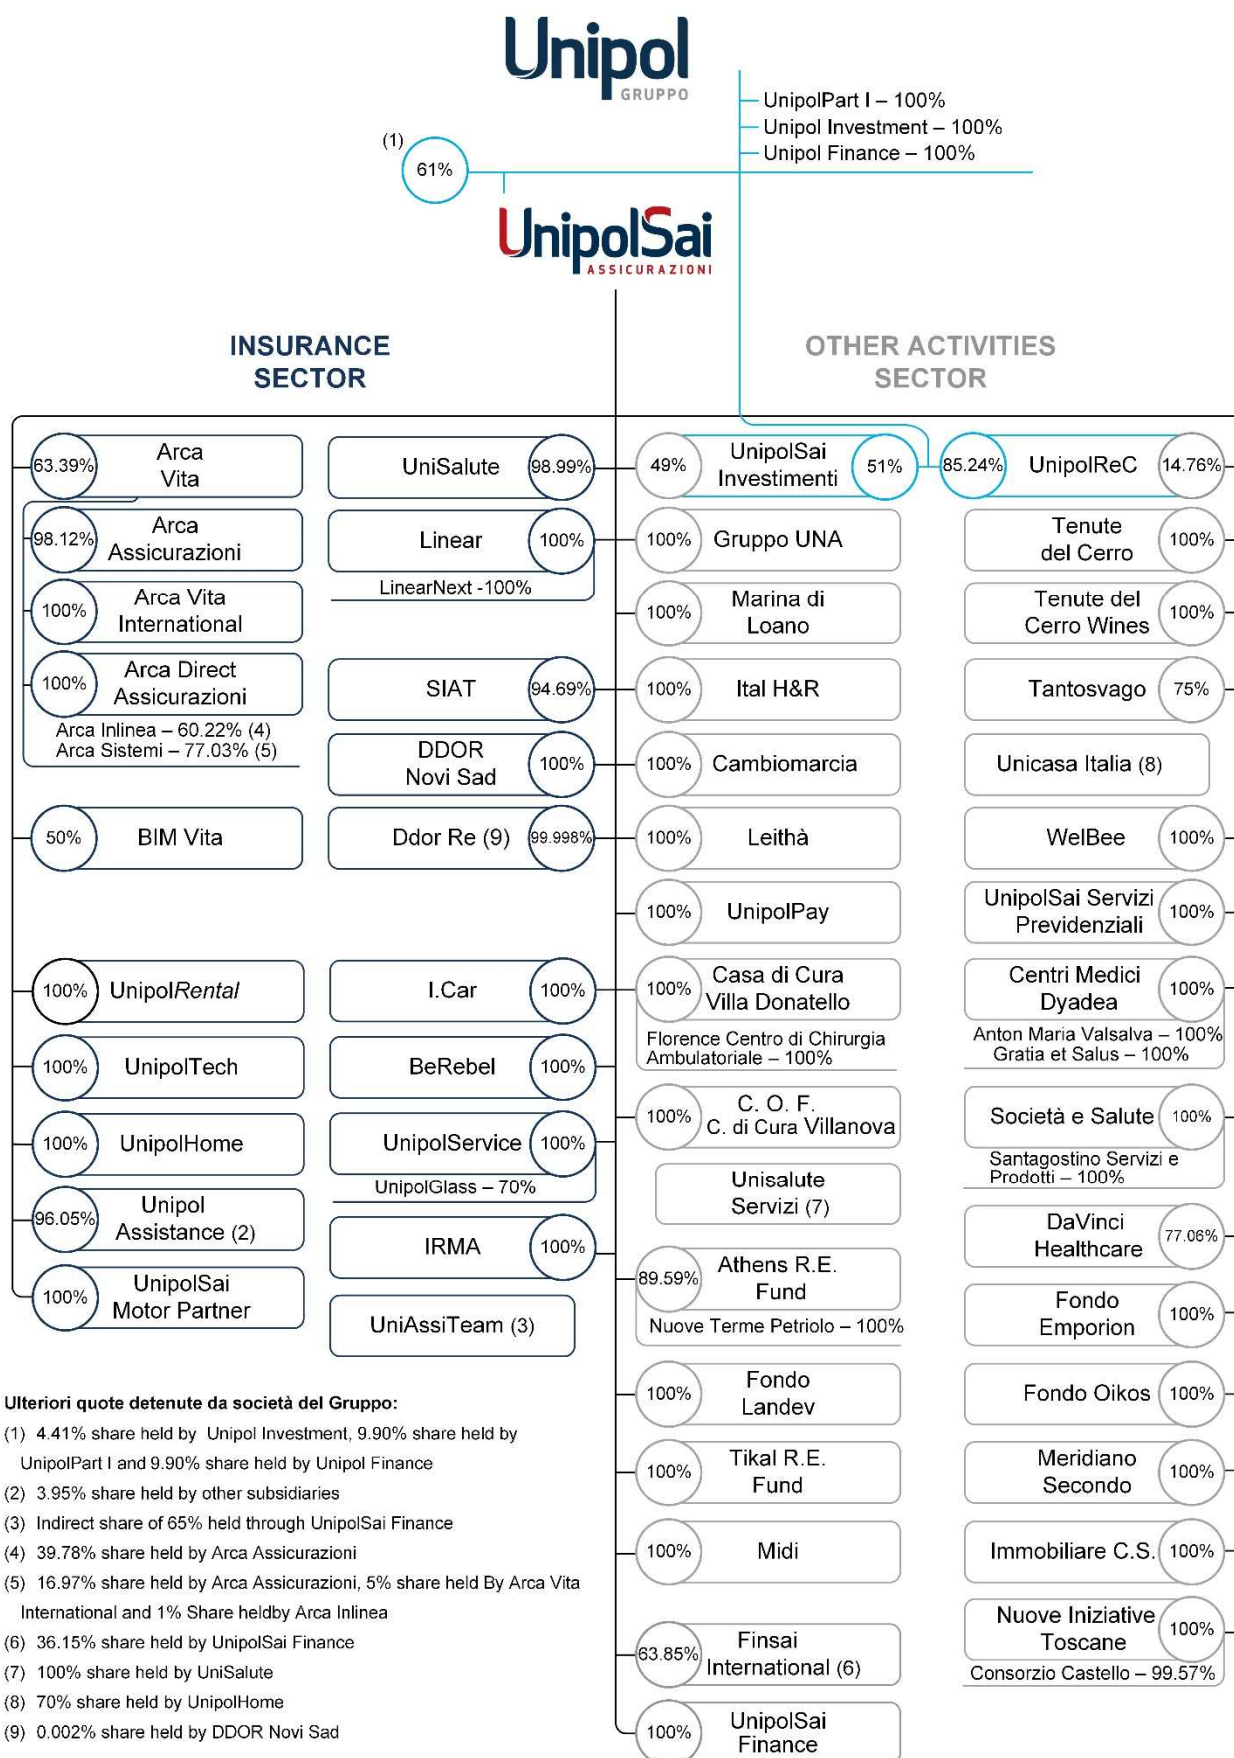 Unipol
GRUPPO
UnipolPart I – 100%
Unipol Investment – 100%
Unipol Finance – 100%
(1)
61%
UnipolSai
ASSICURAZIONI
INSURANCE
SECTOR
63.39%
Arca
Vita
98.12%
Arca
Assicurazioni
100%
Arca Vita
International
100%
Arca Direct
Assicurazioni
Arca Inlinea – 60.22% (4)
Arca Sistemi – 77.03% (5)
50%
BIM Vita
100%
UnipolRental
100%
UnipolTech
100%
UnipolHome
96.05%
Unipol
Assistance (2)
100%
UnipolSai
Motor Partner
UniSalute
98.99%
Linear
100%
LinearNext -100%
SIAT
94.69%
DDOR
Novi Sad
100%
Ddor Re (9)
99.998%
I.Car
100%
BeRebel
100%
UnipolService
100%
UnipolGlass – 70%
IRMA
100%
UniAssiTeam (3)
OTHER ACTIVITIES
SECTOR
49%
UnipolSai
Investimenti
51%
100%
Gruppo UNA
100%
Marina di
Loano
100%
Ital H&R
100%
Cambiomarcia
100%
Leithà
100%
UnipolPay
100%
Casa di Cura
Villa Donatello
Florence Centro di Chirurgia
Ambulatoriale – 100%
100%
C. O. F.
C. di Cura Villanova
Unisalute
Servizi (7)
89.59%
Athens R.E.
Fund
Nuove Terme Petriolo – 100%
100%
Fondo
Landev
100%
Tikal R.E.
Fund
100%
Midi
63.85%
Finsai
International (6)
100%
UnipolSai
Finance
85.24%
UnipolReC
14.76%
Tenute
del Cerro
100%
Tenute del
Cerro Wines
100%
Tantosvago
75%
Unicasa Italia (8)
WelBee
100%
UnipolSai Servizi
Previdenziali
100%
Centri Medici
Dyadea
100%
Anton Maria Valsalva – 100%
Gratia et Salus – 100%
Società e Salute
100%
Santagostino Servizi e
Prodotti – 100%
DaVinci
Healthcare
77.06%
Fondo
Emporion
100%
Fondo Oikos
100%
Meridiano
Secondo
100%
Immobiliare C.S.
100%
Nuove Iniziative
Toscane
100%
Consorzio Castello – 99.57%
Ulteriori quote detenute da società del Gruppo:
(1) 4.41% share held by Unipol Investment, 9.90% share held by
UnipolPart I and 9.90% share held by Unipol Finance
(2) 3.95% share held by other subsidiaries
(3) Indirect share of 65% held through UnipolSai Finance
(4) 39.78% share held by Arca Assicurazioni
(5) 16.97% share held by Arca Assicurazioni, 5% share held By Arca Vita
International and 1% Share heldby Arca Inlinea
(6) 36.15% share held by UnipolSai Finance
(7) 100% share held by UniSalute
(8) 70% share held by UnipolHome
(9) 0.002% share held by DDOR Novi Sad